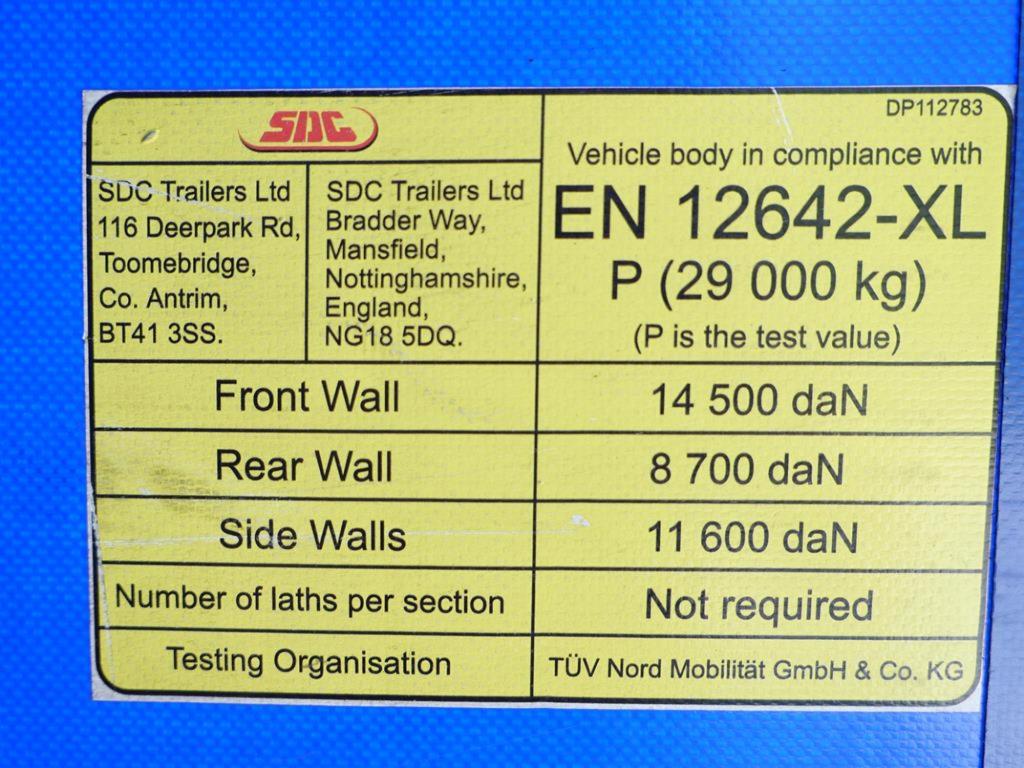 SDC
DP112783
SDC Trailers Ltd
116 Deerpark Rd,
Toomebridge,
Co. Antrim,
BT41 3SS.
SDC Trailers Ltd
Bradder Way,
Mansfield,
Nottinghamshire,
England,
NG18 5DQ.
Vehicle body in compliance with
EN 12642-XL
P (29 000 kg)
(P is the test value)
Front Wall 14 500 daN
Rear Wall 8 700 daN
Side Walls 11 600 daN
Number of laths per section Not required
Testing Organisation TÜV Nord Mobilität GmbH & Co. KG